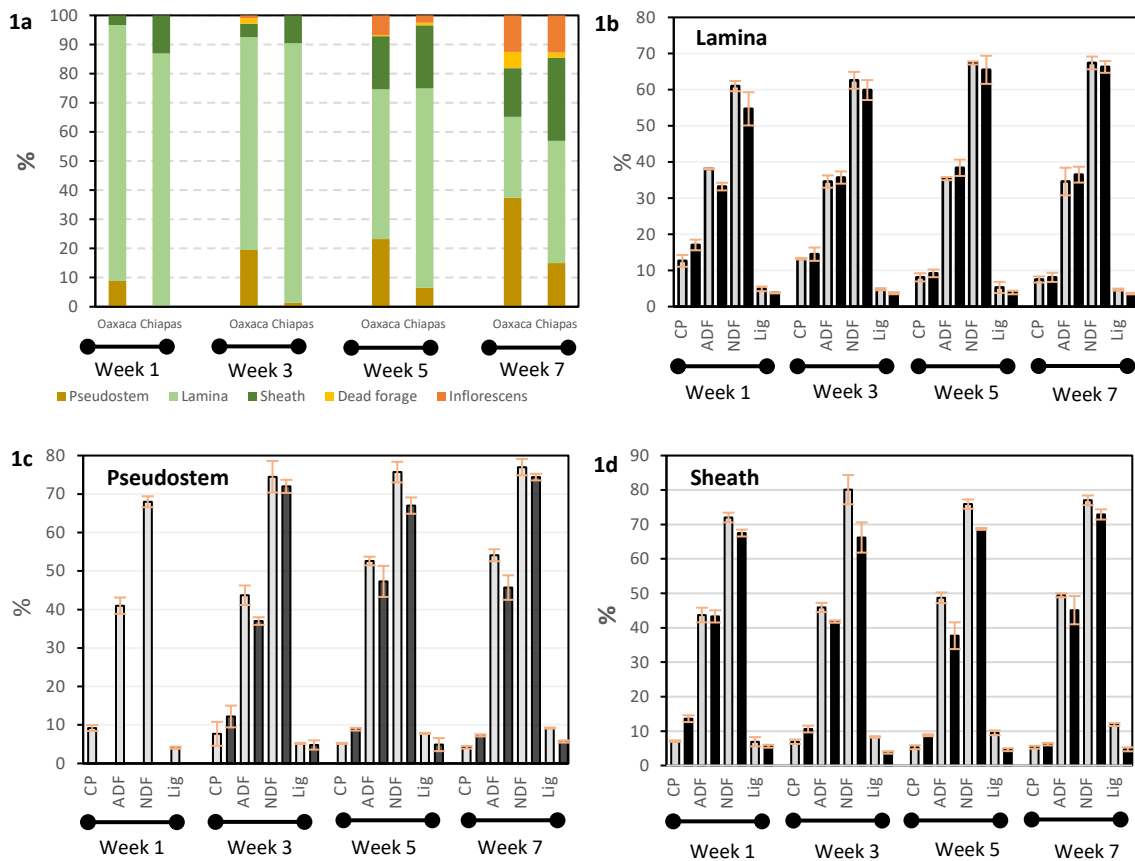 1a
100
90
80
70
60
50
40
30
20
10
0
%
Oaxaca Chiapas Oaxaca Chiapas Oaxaca Chiapas Oaxaca Chiapas
Week 1 Week 3 Week 5 Week 7
Pseudostem Lamina Sheath Dead forage Inflorescens
1b
Lamina
80
70
60
50
40
30
20
10
0
%
CP ADF NDF Lig CP ADF NDF Lig CP ADF NDF Lig CP ADF NDF Lig
Week 1 Week 3 Week 5 Week 7
1c
Pseudostem
80
70
60
50
40
30
20
10
0
%
CP ADF NDF Lig CP ADF NDF Lig CP ADF NDF Lig CP ADF NDF Lig
Week 1 Week 3 Week 5 Week 7
1d
Sheath
90
80
70
60
50
40
30
20
10
0
%
CP ADF NDF Lig CP ADF NDF Lig CP ADF NDF Lig CP ADF NDF Lig
Week 1 Week 3 Week 5 Week 7